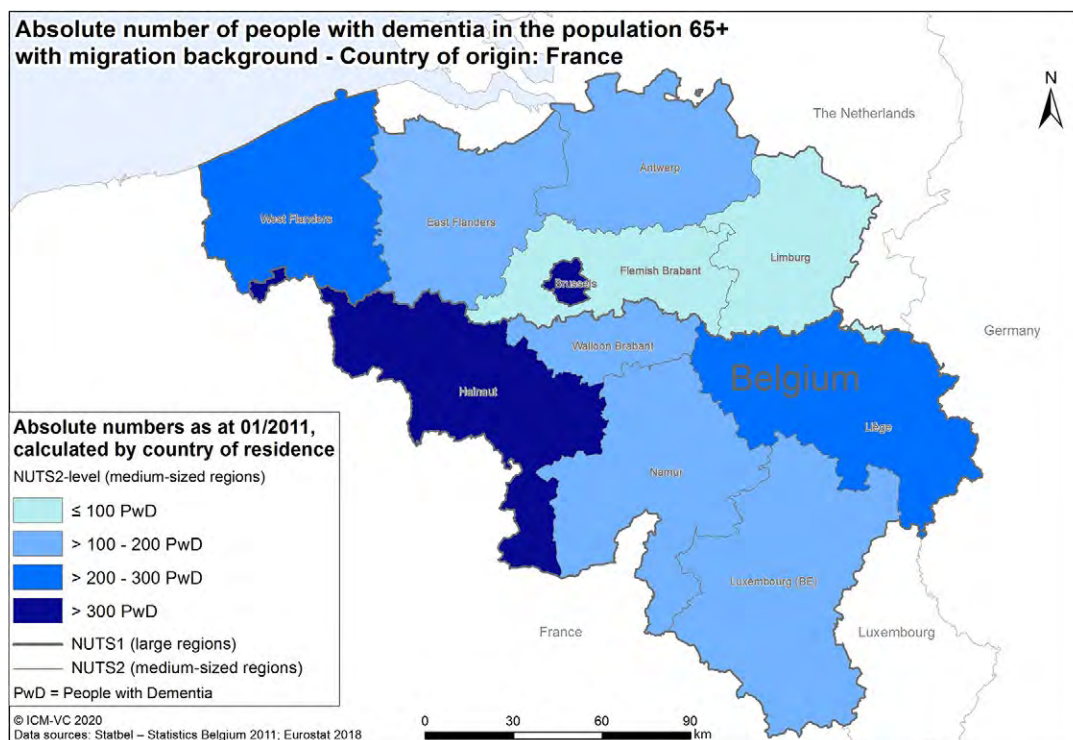 Absolute number of people with dementia in the population 65+
with migration background - Country of origin: France
N
The Netherlands
Antwerp
West Flanders
East Flanders
Limburg
Flemish Brabant
Brussels
Germany
Walloon Brabant
Belgium
Hainaut
Liège
Namur
Luxembourg (BE)
France
Luxembourg
Absolute numbers as at 01/2011,
calculated by country of residence
NUTS2-level (medium-sized regions)
≤ 100 PwD
> 100 - 200 PwD
> 200 - 300 PwD
> 300 PwD
NUTS1 (large regions)
NUTS2 (medium-sized regions)
PwD = People with Dementia
© ICM-VC 2020
Data sources: Statbel – Statistics Belgium 2011; Eurostat 2018
0 30 60 90
km